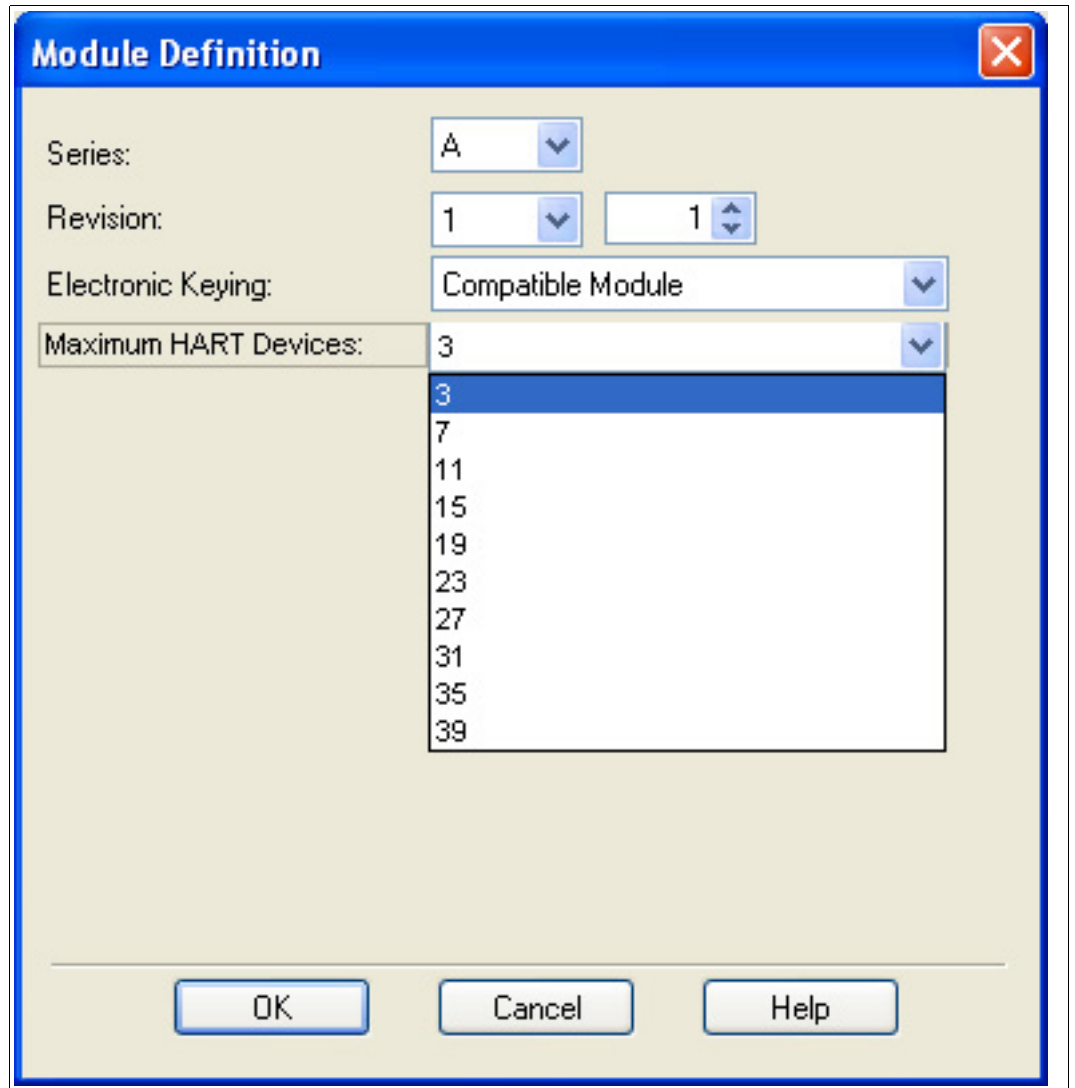 Module Definition
Series: A
Revision: 1 1
Electronic Keying: Compatible Module
Maximum HART Devices: 3
3
7
11
15
19
23
27
31
35
39
OK Cancel Help